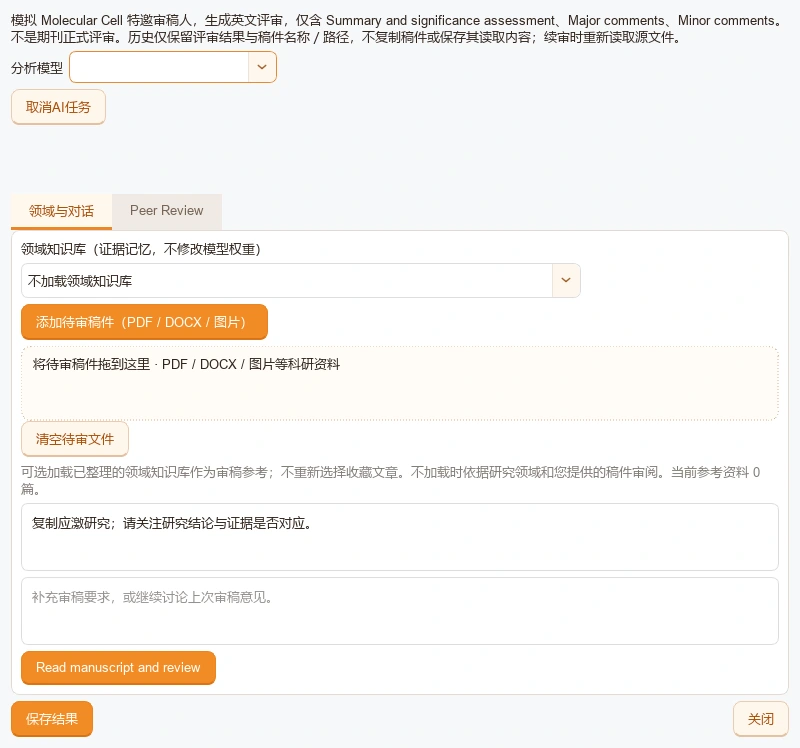 模拟 Molecular Cell 特邀审稿人，生成英文评审，仅含 Summary and significance assessment、Major comments、Minor comments。
不是期刊正式评审。历史仅保留评审结果与稿件名称 / 路径，不复制稿件或保存其读取内容；续审时重新读取源文件。
分析模型
取消AI任务
领域与对话
Peer Review
领域知识库（证据记忆，不修改模型权重）
不加载领域知识库
添加待审稿件（PDF / DOCX / 图片）
将待审稿件拖到这里 · PDF / DOCX / 图片等科研资料
清空待审文件
可选加载已整理的领域知识库作为审稿参考；不重新选择收藏文章。不加载时依据研究领域和您提供的稿件审阅。当前参考资料 0
篇。
复制应激研究；请关注研究结论与证据是否对应。
补充审稿要求，或继续讨论上次审稿意见。
Read manuscript and review
保存结果
关闭